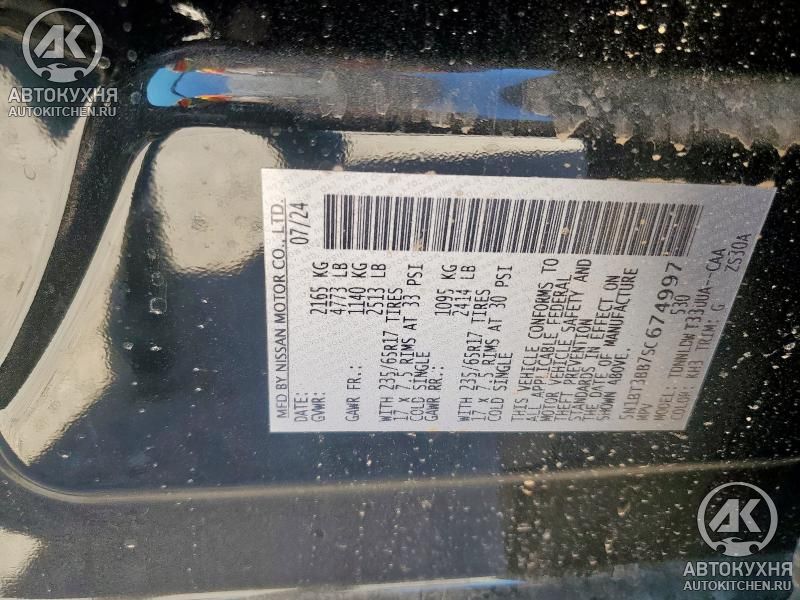 АВТОКУХНЯ
AUTOKITCHEN.RU
MFD BY NISSAN MOTOR CO., LTD.
DATE: 07/24
GVWR: 2165 KG
4773 LB
GAWR FR.: 1140 KG
2513 LB
WITH 235/65R17 TIRES
17 X 7.5 RIMS AT 33 PSI
COLD SINGLE
GAWR RR.: 1095 KG
2414 LB
WITH 235/65R17 TIRES
17 X 7.5 RIMS AT 30 PSI
COLD SINGLE
THIS VEHICLE CONFORMS TO
ALL APPLICABLE FEDERAL
MOTOR VEHICLE SAFETY AND
THEFT PREVENTION
STANDARDS IN EFFECT ON
THE DATE OF MANUFACTURE
SHOWN ABOVE.
5N1BT3BB7SC674997
MPV 530
MODEL: TDNNLCW T33UUA--CAA
COLOR: KH3 TRCM: G ZS10A
АВТОКУХНЯ
AUTOKITCHEN.RU